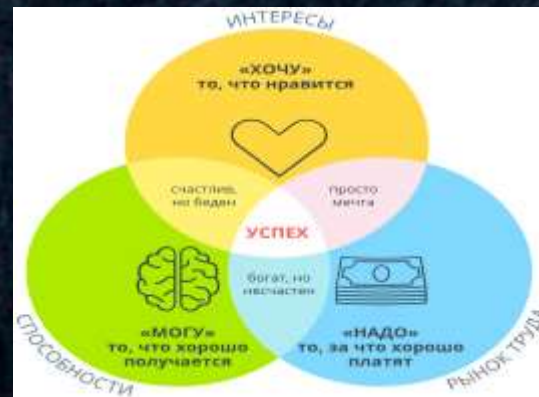 ИНТЕРЕСЫ
«ХОЧУ»
то, что нравится
счастлив,
но беден
просто
мечта
УСПЕХ
богат, но
несчастен
«МОГУ»
то, что хорошо
получается
«НАДО»
то, за что хорошо
платят
СПОСОБНОСТИ
РЫНОК ТРУДА